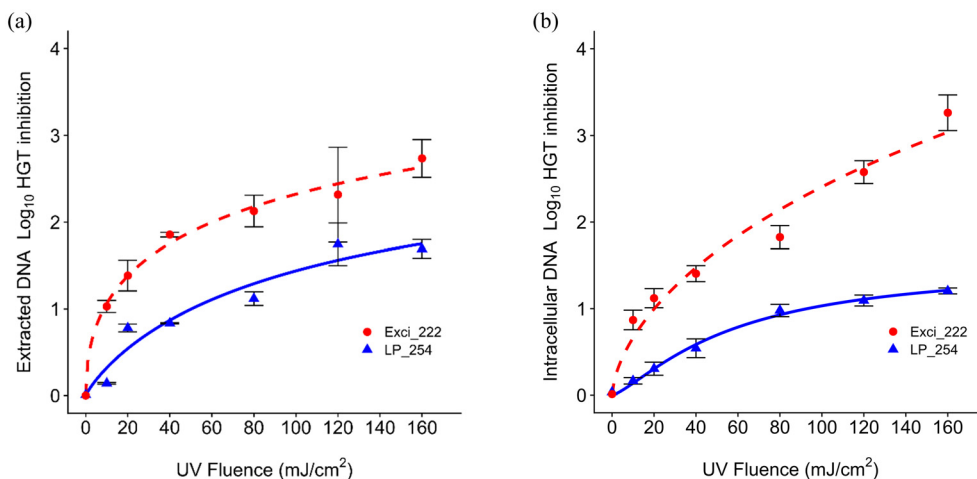 (a)
Extracted DNA Log₁₀ HGT inhibition
4
3
2
1
0
Exci_222
LP_254
0 20 40 60 80 100 120 140 160
UV Fluence (mJ/cm²)
(b)
Intracellular DNA Log₁₀ HGT inhibition
4
3
2
1
0
Exci_222
LP_254
0 20 40 60 80 100 120 140 160
UV Fluence (mJ/cm²)